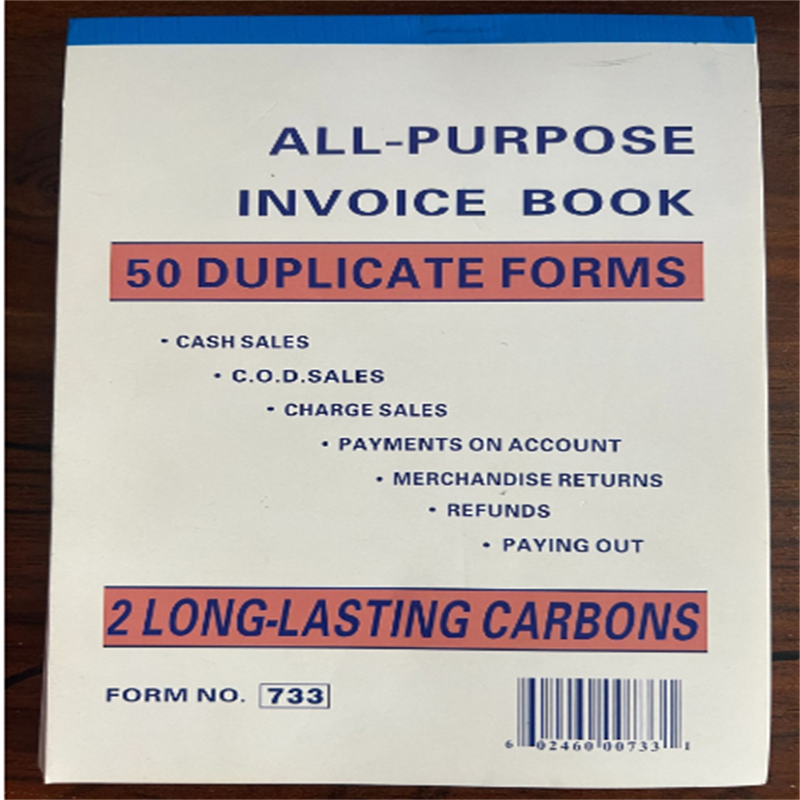 ALL-PURPOSE
INVOICE BOOK
50 DUPLICATE FORMS
• CASH SALES
• C.O.D.SALES
• CHARGE SALES
• PAYMENTS ON ACCOUNT
• MERCHANDISE RETURNS
• REFUNDS
• PAYING OUT
2 LONG-LASTING CARBONS
FORM NO. 733
6 02460 00733 1